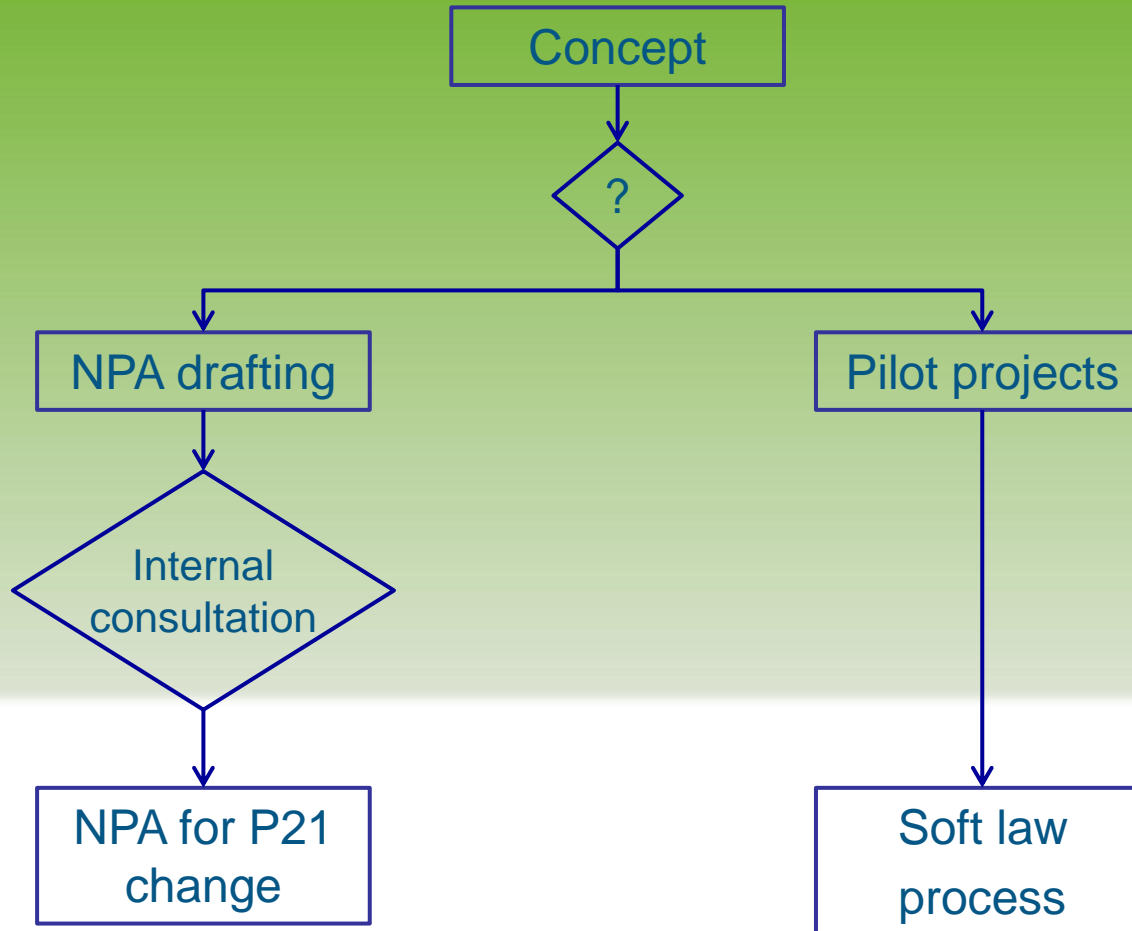 Concept
?
NPA drafting
Pilot projects
Internal
consultation
NPA for P21
change
Soft law
process